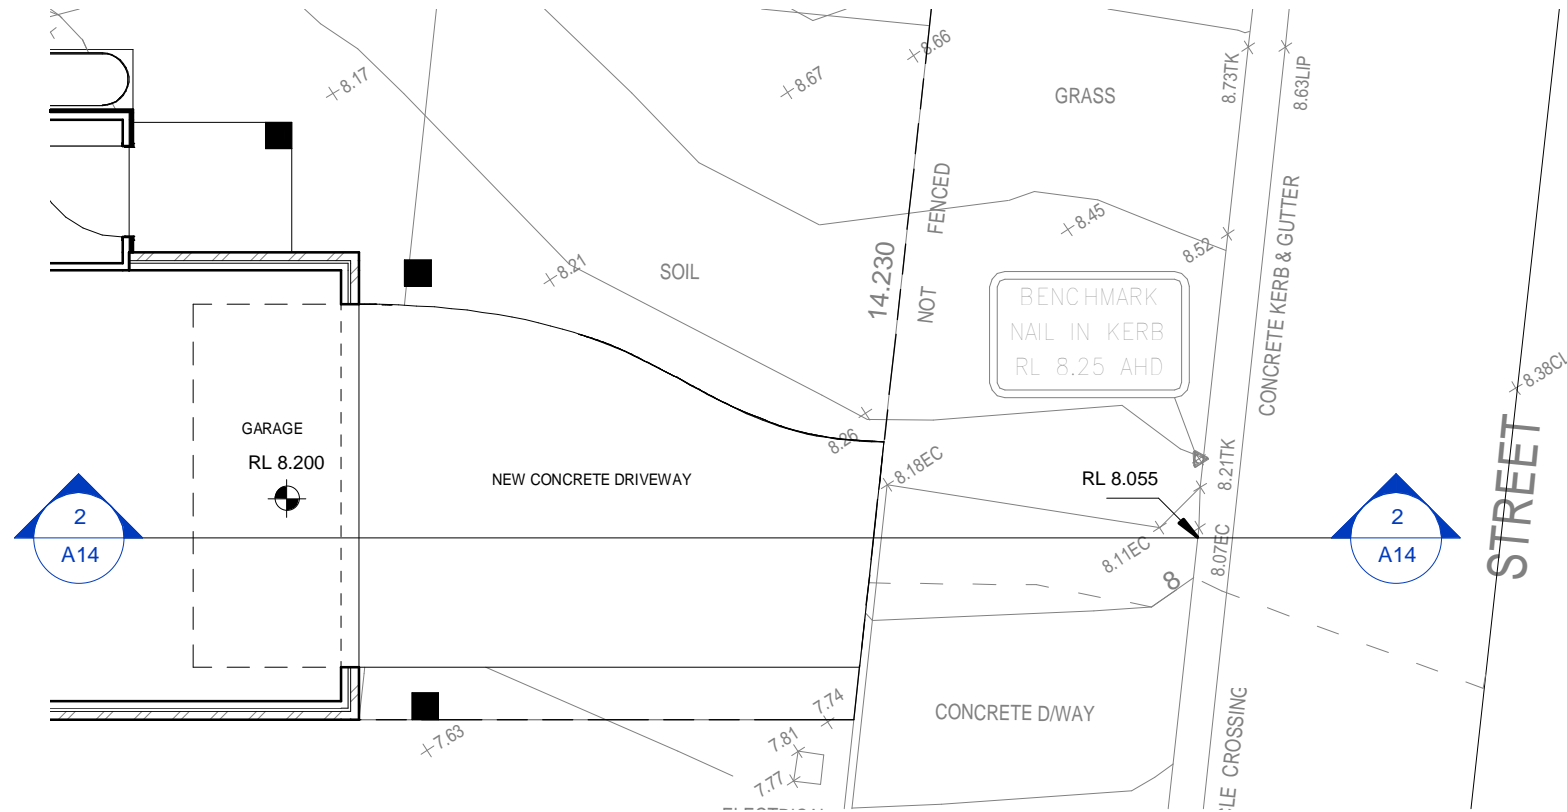 8.17
8.67
8.66
GRASS
8.73TK
8.63LIP
FENCED
NOT
14.230
8.45
8.52
CONCRETE KERB & GUTTER
8.21
SOIL
BENCHMARK
NAIL IN KERB
RL 8.25 AHD
8.38CL
GARAGE
RL 8.200
8.26
8.18EC
NEW CONCRETE DRIVEWAY
RL 8.055
8.21TK
STREET
2
A14
2
A14
8.11EC
8.07EC
8
7.63
7.74
7.81
7.77
CONCRETE D/WAY
CROSSING